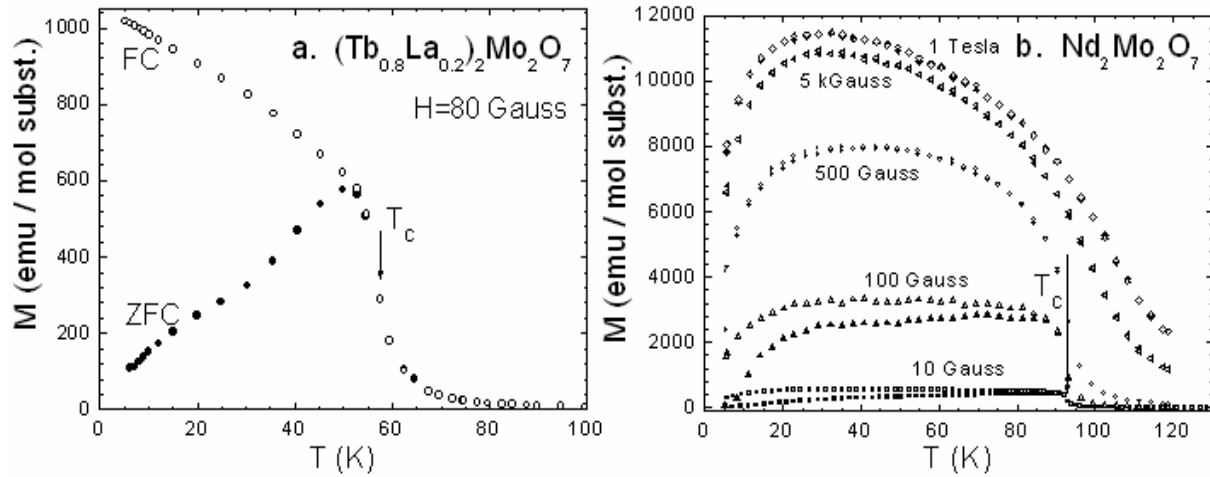 a. (Tb0.8La0.2)2Mo2O7
FC
H=80 Gauss
Tc
ZFC
M (emu / mol subst.)
1000
800
600
400
200
0
0 20 40 60 80 100
T (K)
b. Nd2Mo2O7
1 Tesla
5 kGauss
500 Gauss
100 Gauss
Tc
10 Gauss
M (emu / mol subst.)
12000
10000
8000
6000
4000
2000
0
0 20 40 60 80 100 120
T (K)